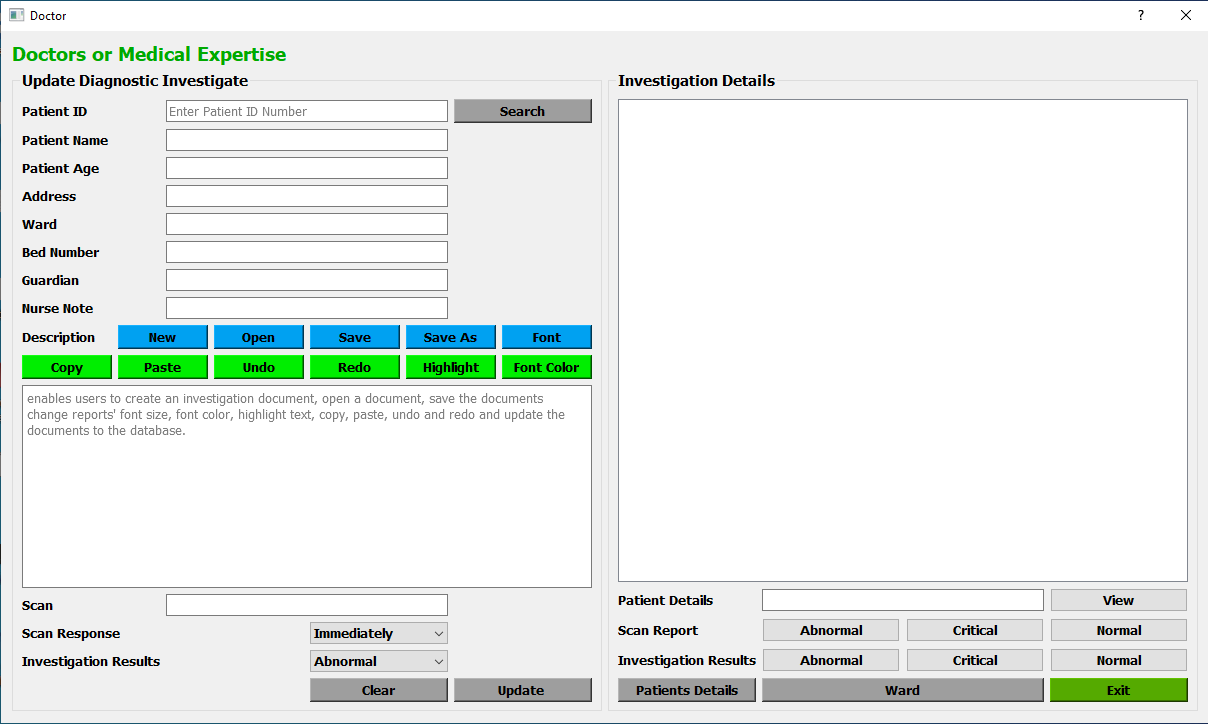 Doctor
?
Doctors or Medical Expertise
Update Diagnostic Investigate
Patient ID Enter Patient ID Number Search
Patient Name
Patient Age
Address
Ward
Bed Number
Guardian
Nurse Note
Description New Open Save Save As Font
Copy Paste Undo Redo Highlight Font Color
enables users to create an investigation document, open a document, save the documents
change reports' font size, font color, highlight text, copy, paste, undo and redo and update the
documents to the database.
Scan
Scan Response Immediately
Investigation Results Abnormal
Clear Update
Investigation Details
Patient Details View
Scan Report Abnormal Critical Normal
Investigation Results Abnormal Critical Normal
Patients Details Ward Exit